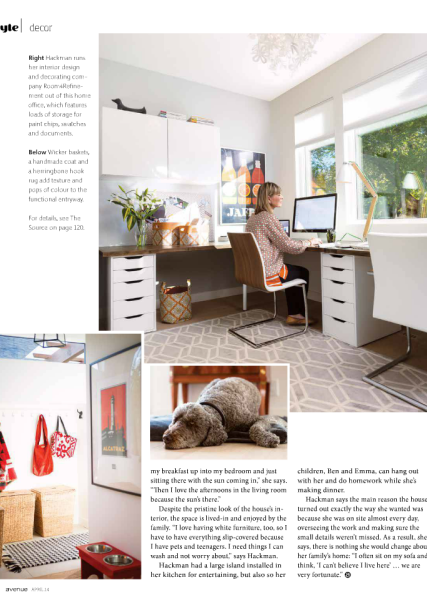 yle | decor
Right Hackman runs
her interior design
and decorating com-
pany Room4Refine-
ment out of this home
office, which features
loads of storage for
paint chips, swatches
and documents.
Below Wicker baskets,
a handmade coat and
a herringbone hook
rug add texture and
pops of colour to the
functional entryway.
For details, see The
Source on page 120.
JAFFA
ALCATRAZ
my breakfast up into my bedroom and just
sitting there with the sun coming in," she says.
"Then I love the afternoons in the living room
because the sun's there."
Despite the pristine look of the house's in-
terior, the space is lived-in and enjoyed by the
family. "I love having white furniture, too, so I
have to have everything slip-covered because
I have pets and teenagers. I need things I can
wash and not worry about," says Hackman.
Hackman had a large island installed in
her kitchen for entertaining, but also so her
children, Ben and Emma, can hang out
with her and do homework while she's
making dinner.
Hackman says the main reason the house
turned out exactly the way she wanted was
because she was on site almost every day,
overseeing the work and making sure the
small details weren't missed. As a result, she
says, there is nothing she would change abou
her family's home: "I often sit on my sofa and
think, 'I can't believe I live here' … we are
very fortunate."
avenue APRIL.14